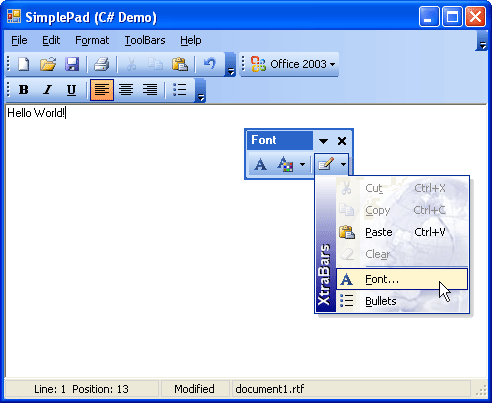 SimplePad (C# Demo)
File Edit Format ToolBars Help
Office 2003
B I U
Hello World!
Font
A
Cut Ctrl+X
Copy Ctrl+C
Paste Ctrl+V
Clear
A Font...
Bullets
XtraBars
Line: 1 Position: 13 Modified document1.rtf